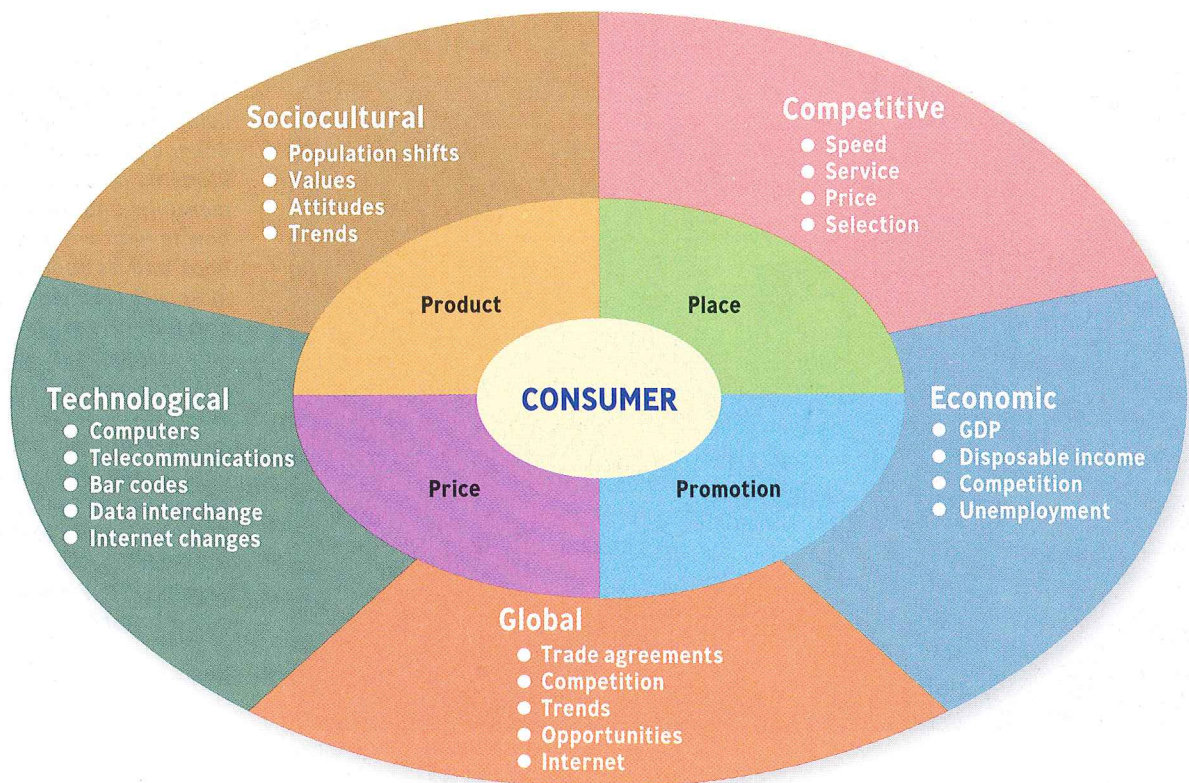 Sociocultural
● Population shifts
● Values
● Attitudes
● Trends
Competitive
● Speed
● Service
● Price
● Selection
Product
Place
CONSUMER
Price
Promotion
Technological
● Computers
● Telecommunications
● Bar codes
● Data interchange
● Internet changes
Economic
● GDP
● Disposable income
● Competition
● Unemployment
Global
● Trade agreements
● Competition
● Trends
● Opportunities
● Internet